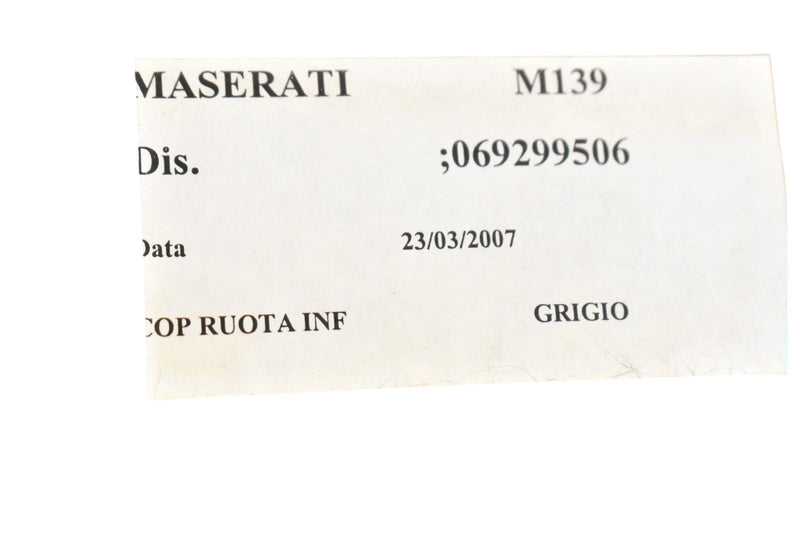 MASERATI M139
Dis. ;069299506
Data 23/03/2007
COP RUOTA INF GRIGIO